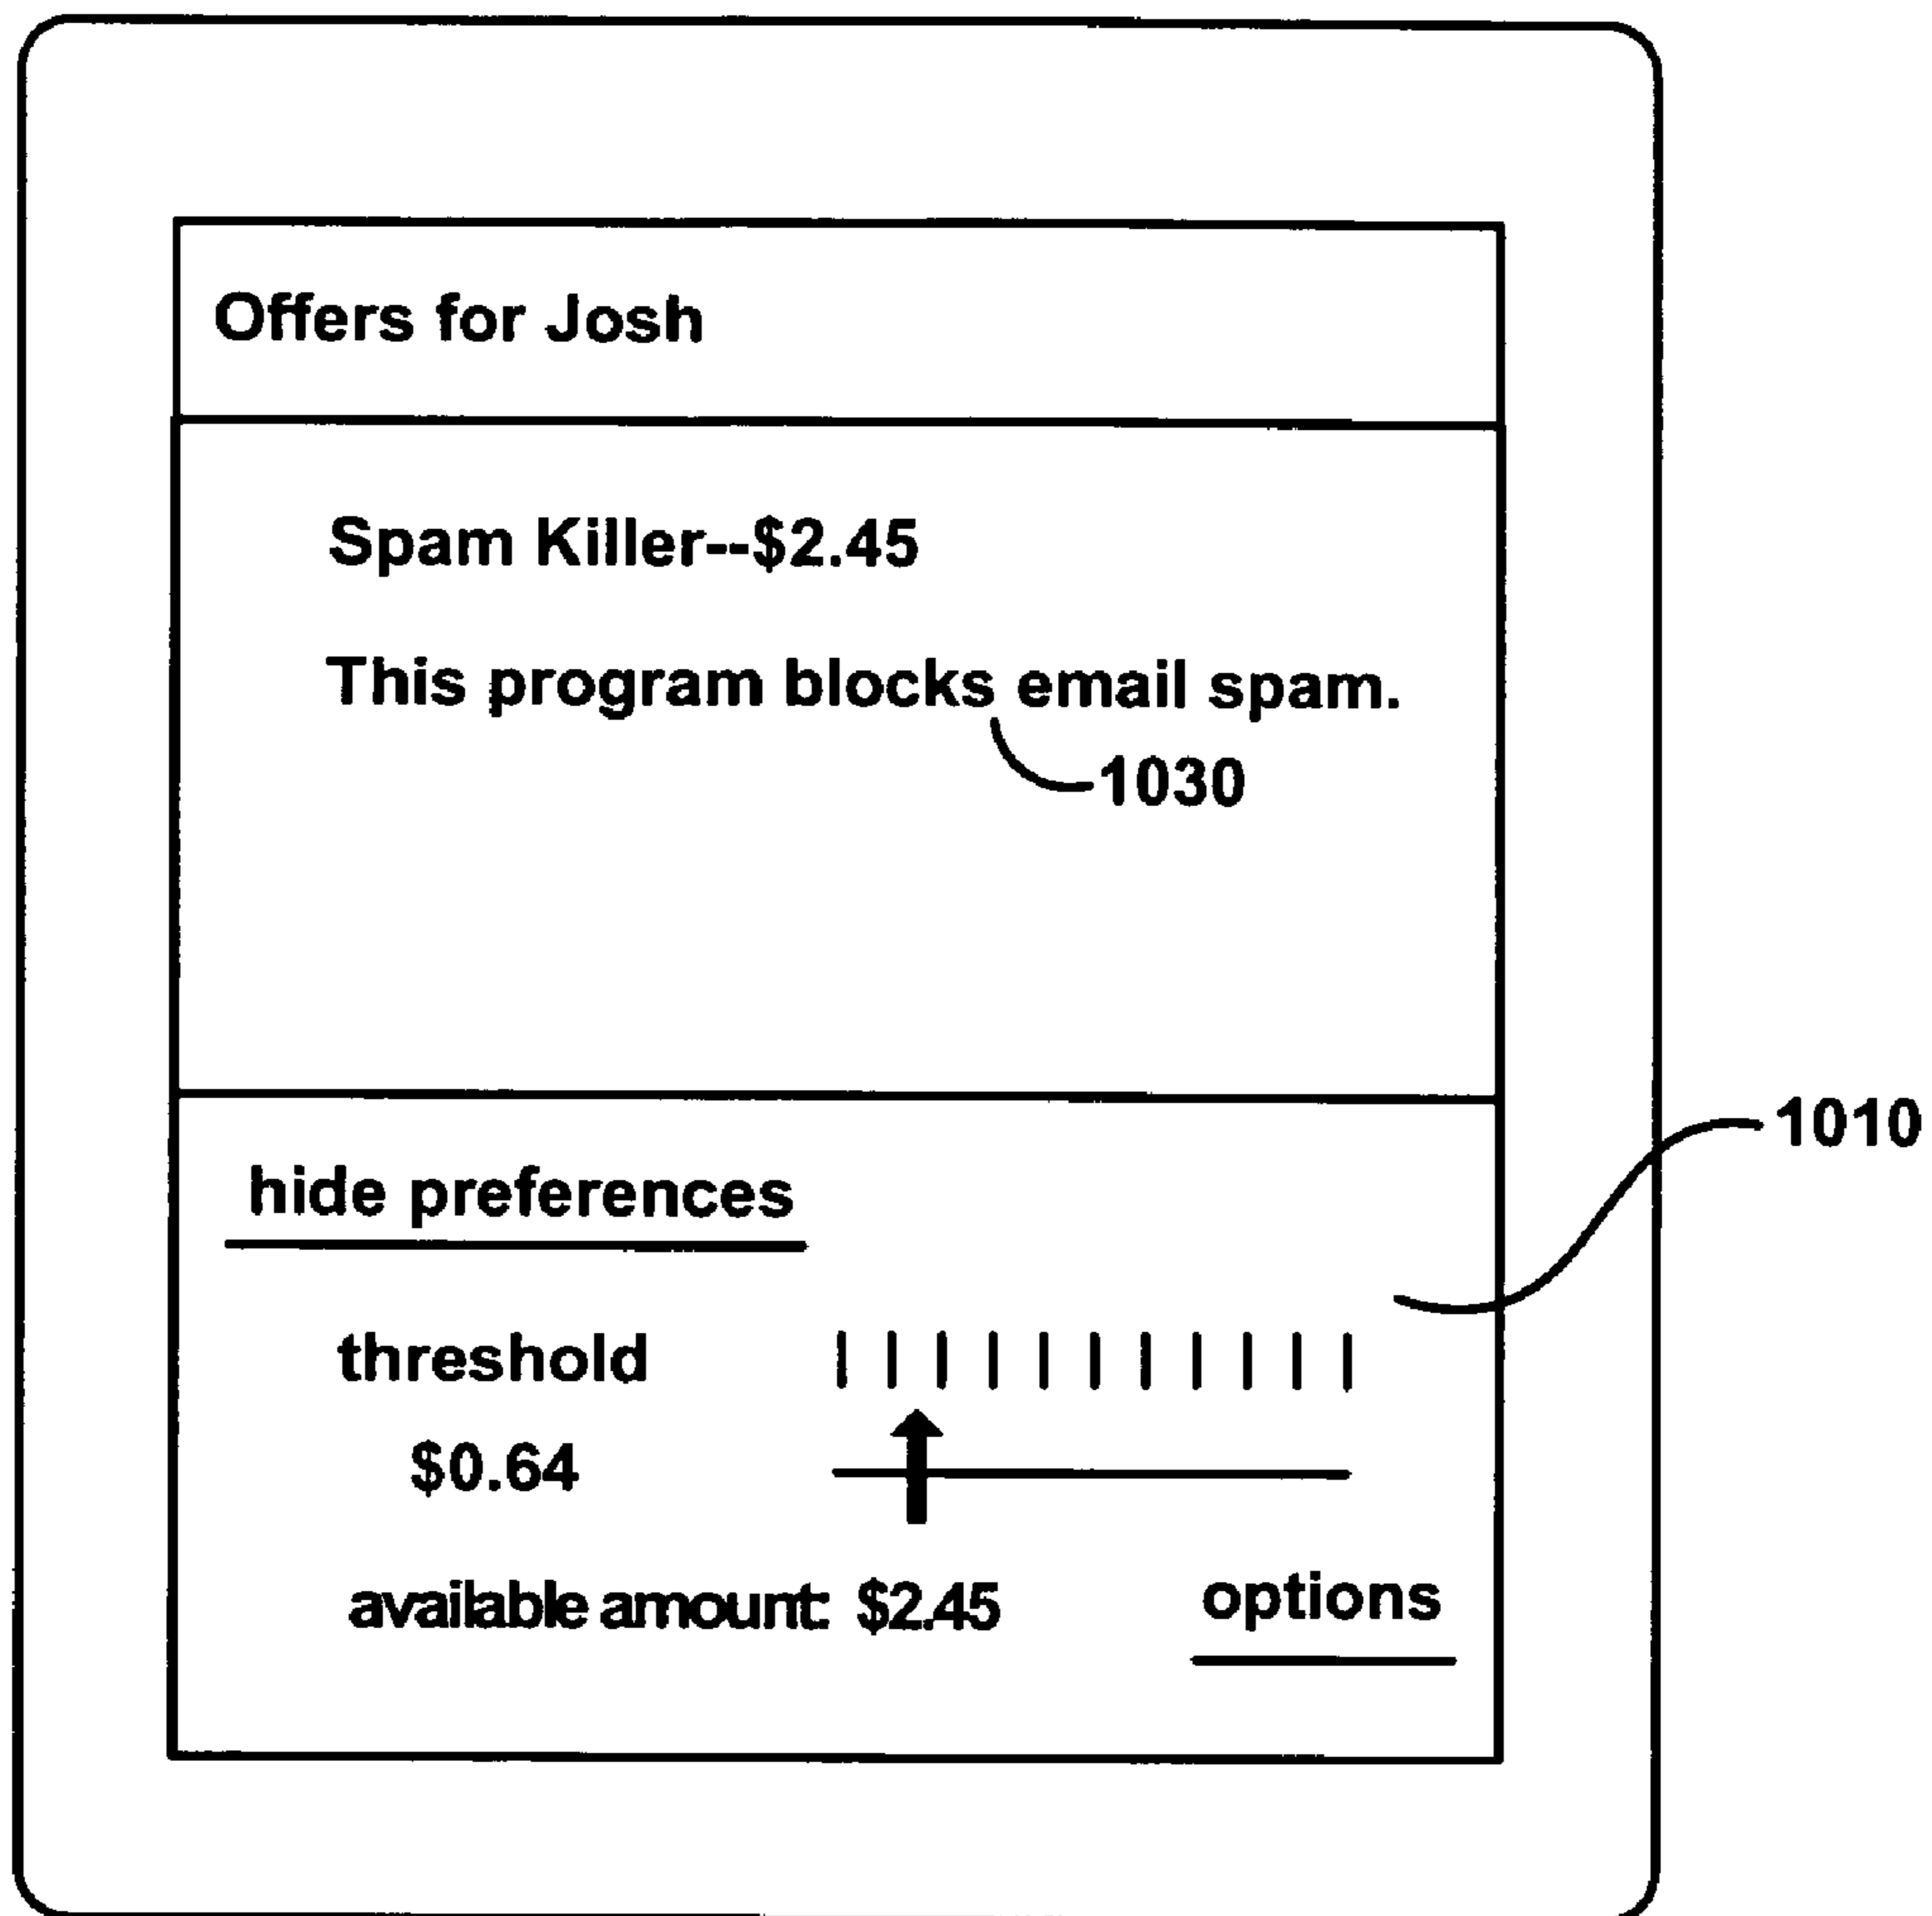 Offers for Josh
Spam Killer--$2.45
This program blocks email spam.
1030
1010
hide preferences
threshold
$0.64
available amount: $2.45
options